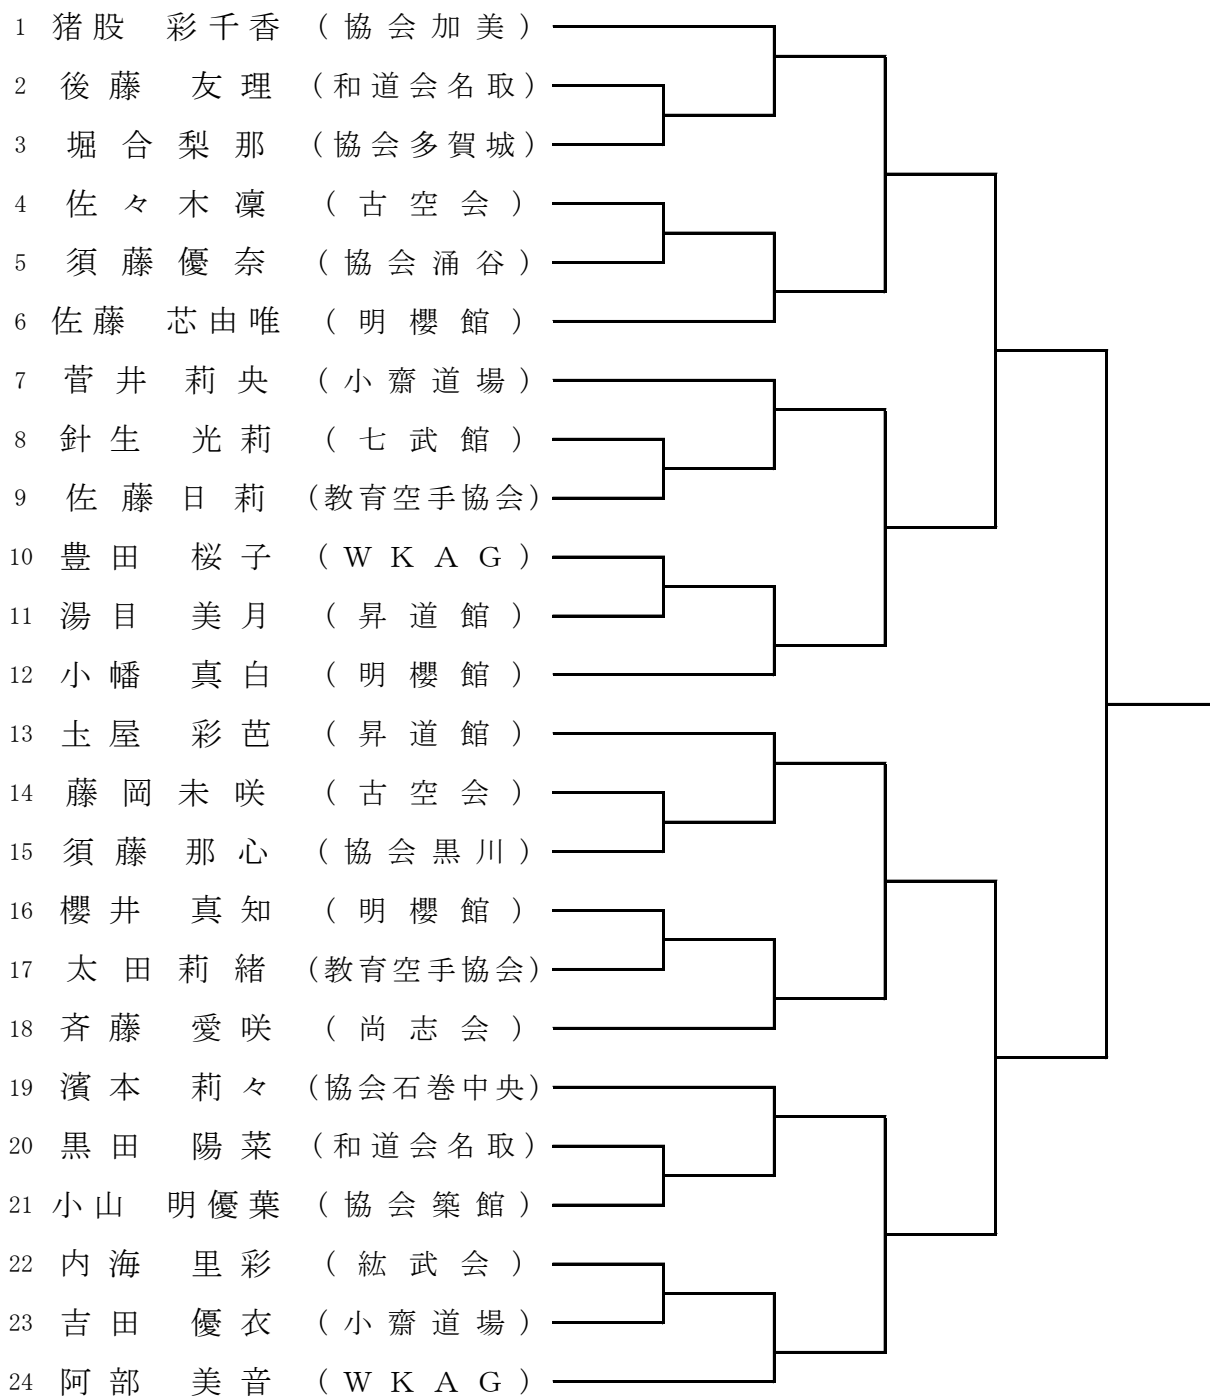 1 猪股 彩千香 (協会加美)
2 後藤 友理 (和道会名取)
3 堀合梨那 (協会多賀城)
4 佐々木凜 (古空会)
5 須藤優奈 (協会涌谷)
6 佐藤 芯由唯 (明櫻館)
7 菅井 莉央 (小齋道場)
8 針生 光莉 (七武館)
9 佐藤日莉 (教育空手協会)
10 豊田 桜子 (WKAG)
11 湯目 美月 (昇道館)
12 小幡 真白 (明櫻館)
13 圡屋 彩芭 (昇道館)
14 藤岡未咲 (古空会)
15 須藤 那心 (協会黒川)
16 櫻井 真知 (明櫻館)
17 太田莉緒 (教育空手協会)
18 斉藤 愛咲 (尚志会)
19 濱本 莉々 (協会石巻中央)
20 黒田 陽菜 (和道会名取)
21 小山 明優葉 (協会築館)
22 内海 里彩 (紘武会)
23 吉田 優衣 (小齋道場)
24 阿部 美音 (WKAG)